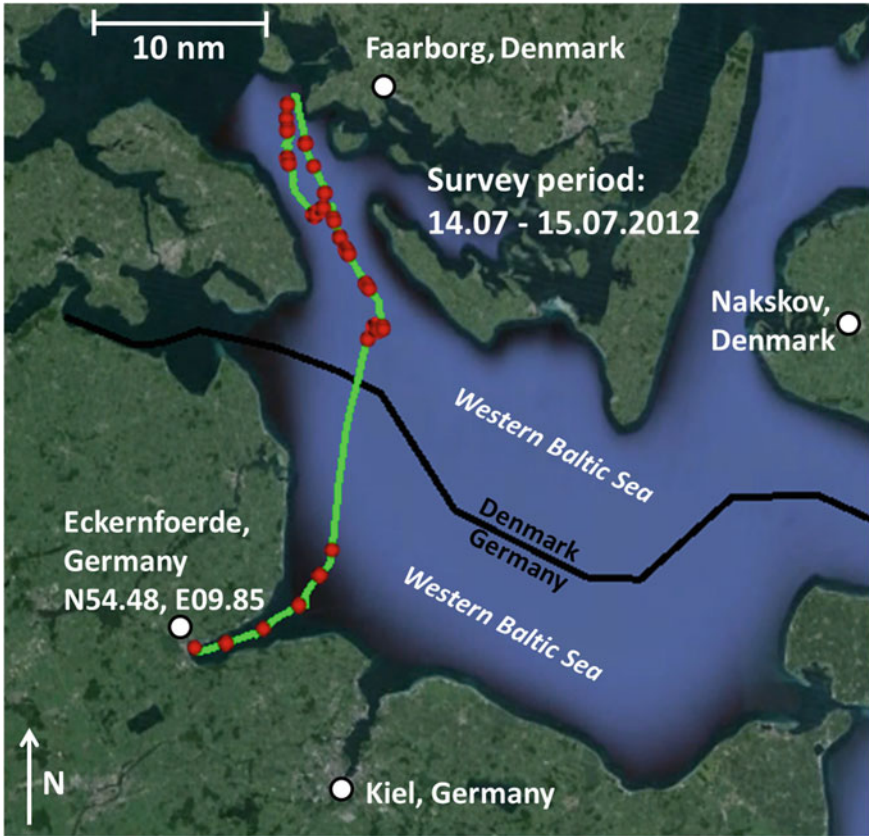 10 nm
Faarborg, Denmark
Survey period:
14.07 - 15.07.2012
Nakskov,
Denmark
Western Baltic Sea
Denmark
Germany
Eckernfoerde,
Germany
N54.48, E09.85
Western Baltic Sea
N
Kiel, Germany